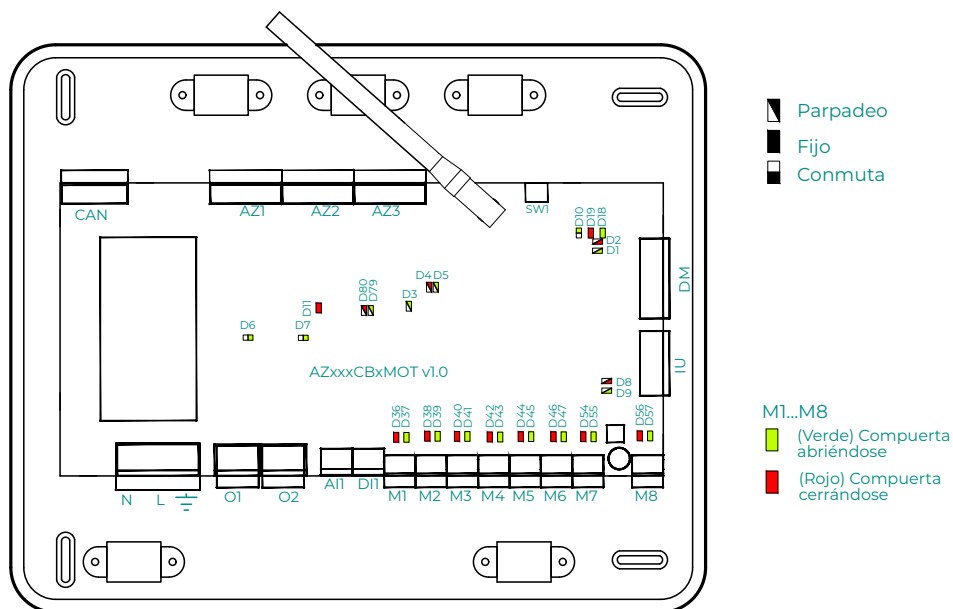 Parpadeo
Fijo
Conmuta
CAN
AZ1
AZ2
AZ3
SW1
D10
D19
D18
D2
D1
DM
D4
D5
D80
D79
D3
D11
D6
D7
IU
AZxxxCBxMOT v1.0
D8
D9
D36
D37
D38
D39
D40
D41
D42
D43
D44
D45
D46
D47
D54
D55
D56
D57
M1...M8
(Verde) Compuerta
abriéndose
(Rojo) Compuerta
cerrándose
N
L
O1
O2
AI1
DI1
M1
M2
M3
M4
M5
M6
M7
M8